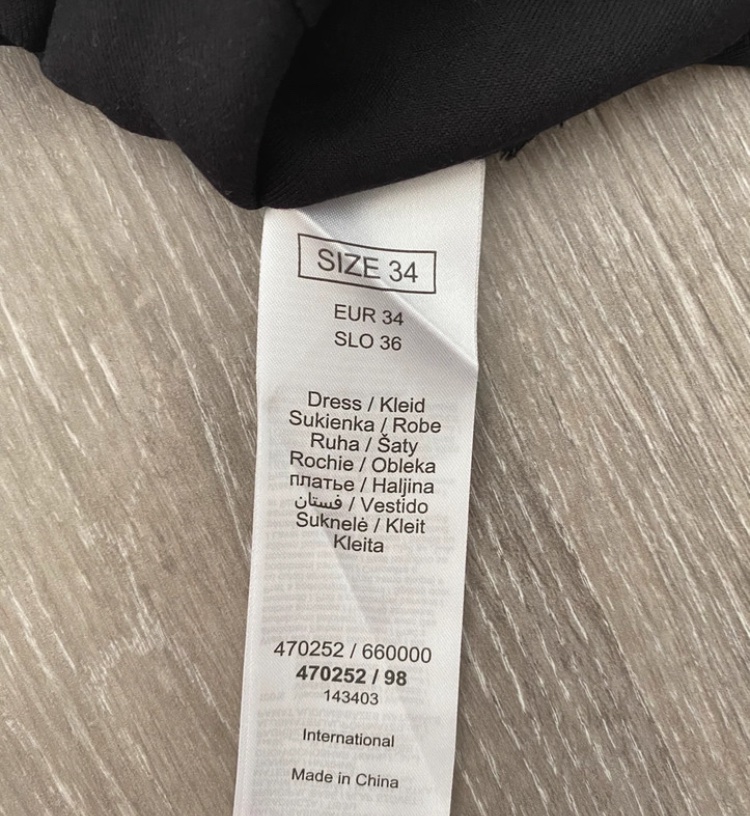 SIZE 34
EUR 34
SLO 36
Dress / Kleid
Sukienka / Robe
Ruha / Šaty
Rochie / Obleka
платье / Haljina
فستان / Vestido
Suknelė / Kleit
Kleita
470252 / 660000
470252 / 98
143403
International
Made in China